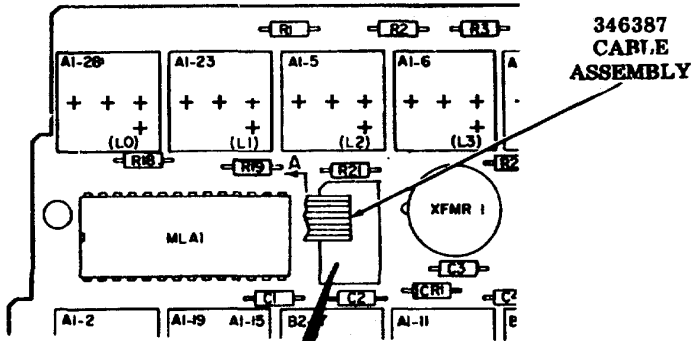 R1 R2 R3
346387
CABLE
ASSEMBLY
A1-28 A1-23 A1-5 A1-6 A
(L0) (L1) (L2) (L3)
R18 R19 A R21
MLA1 XFMR 1
C3
C1 C2 CR1
A1-2 A1-19 A1-15 B2- A1-11